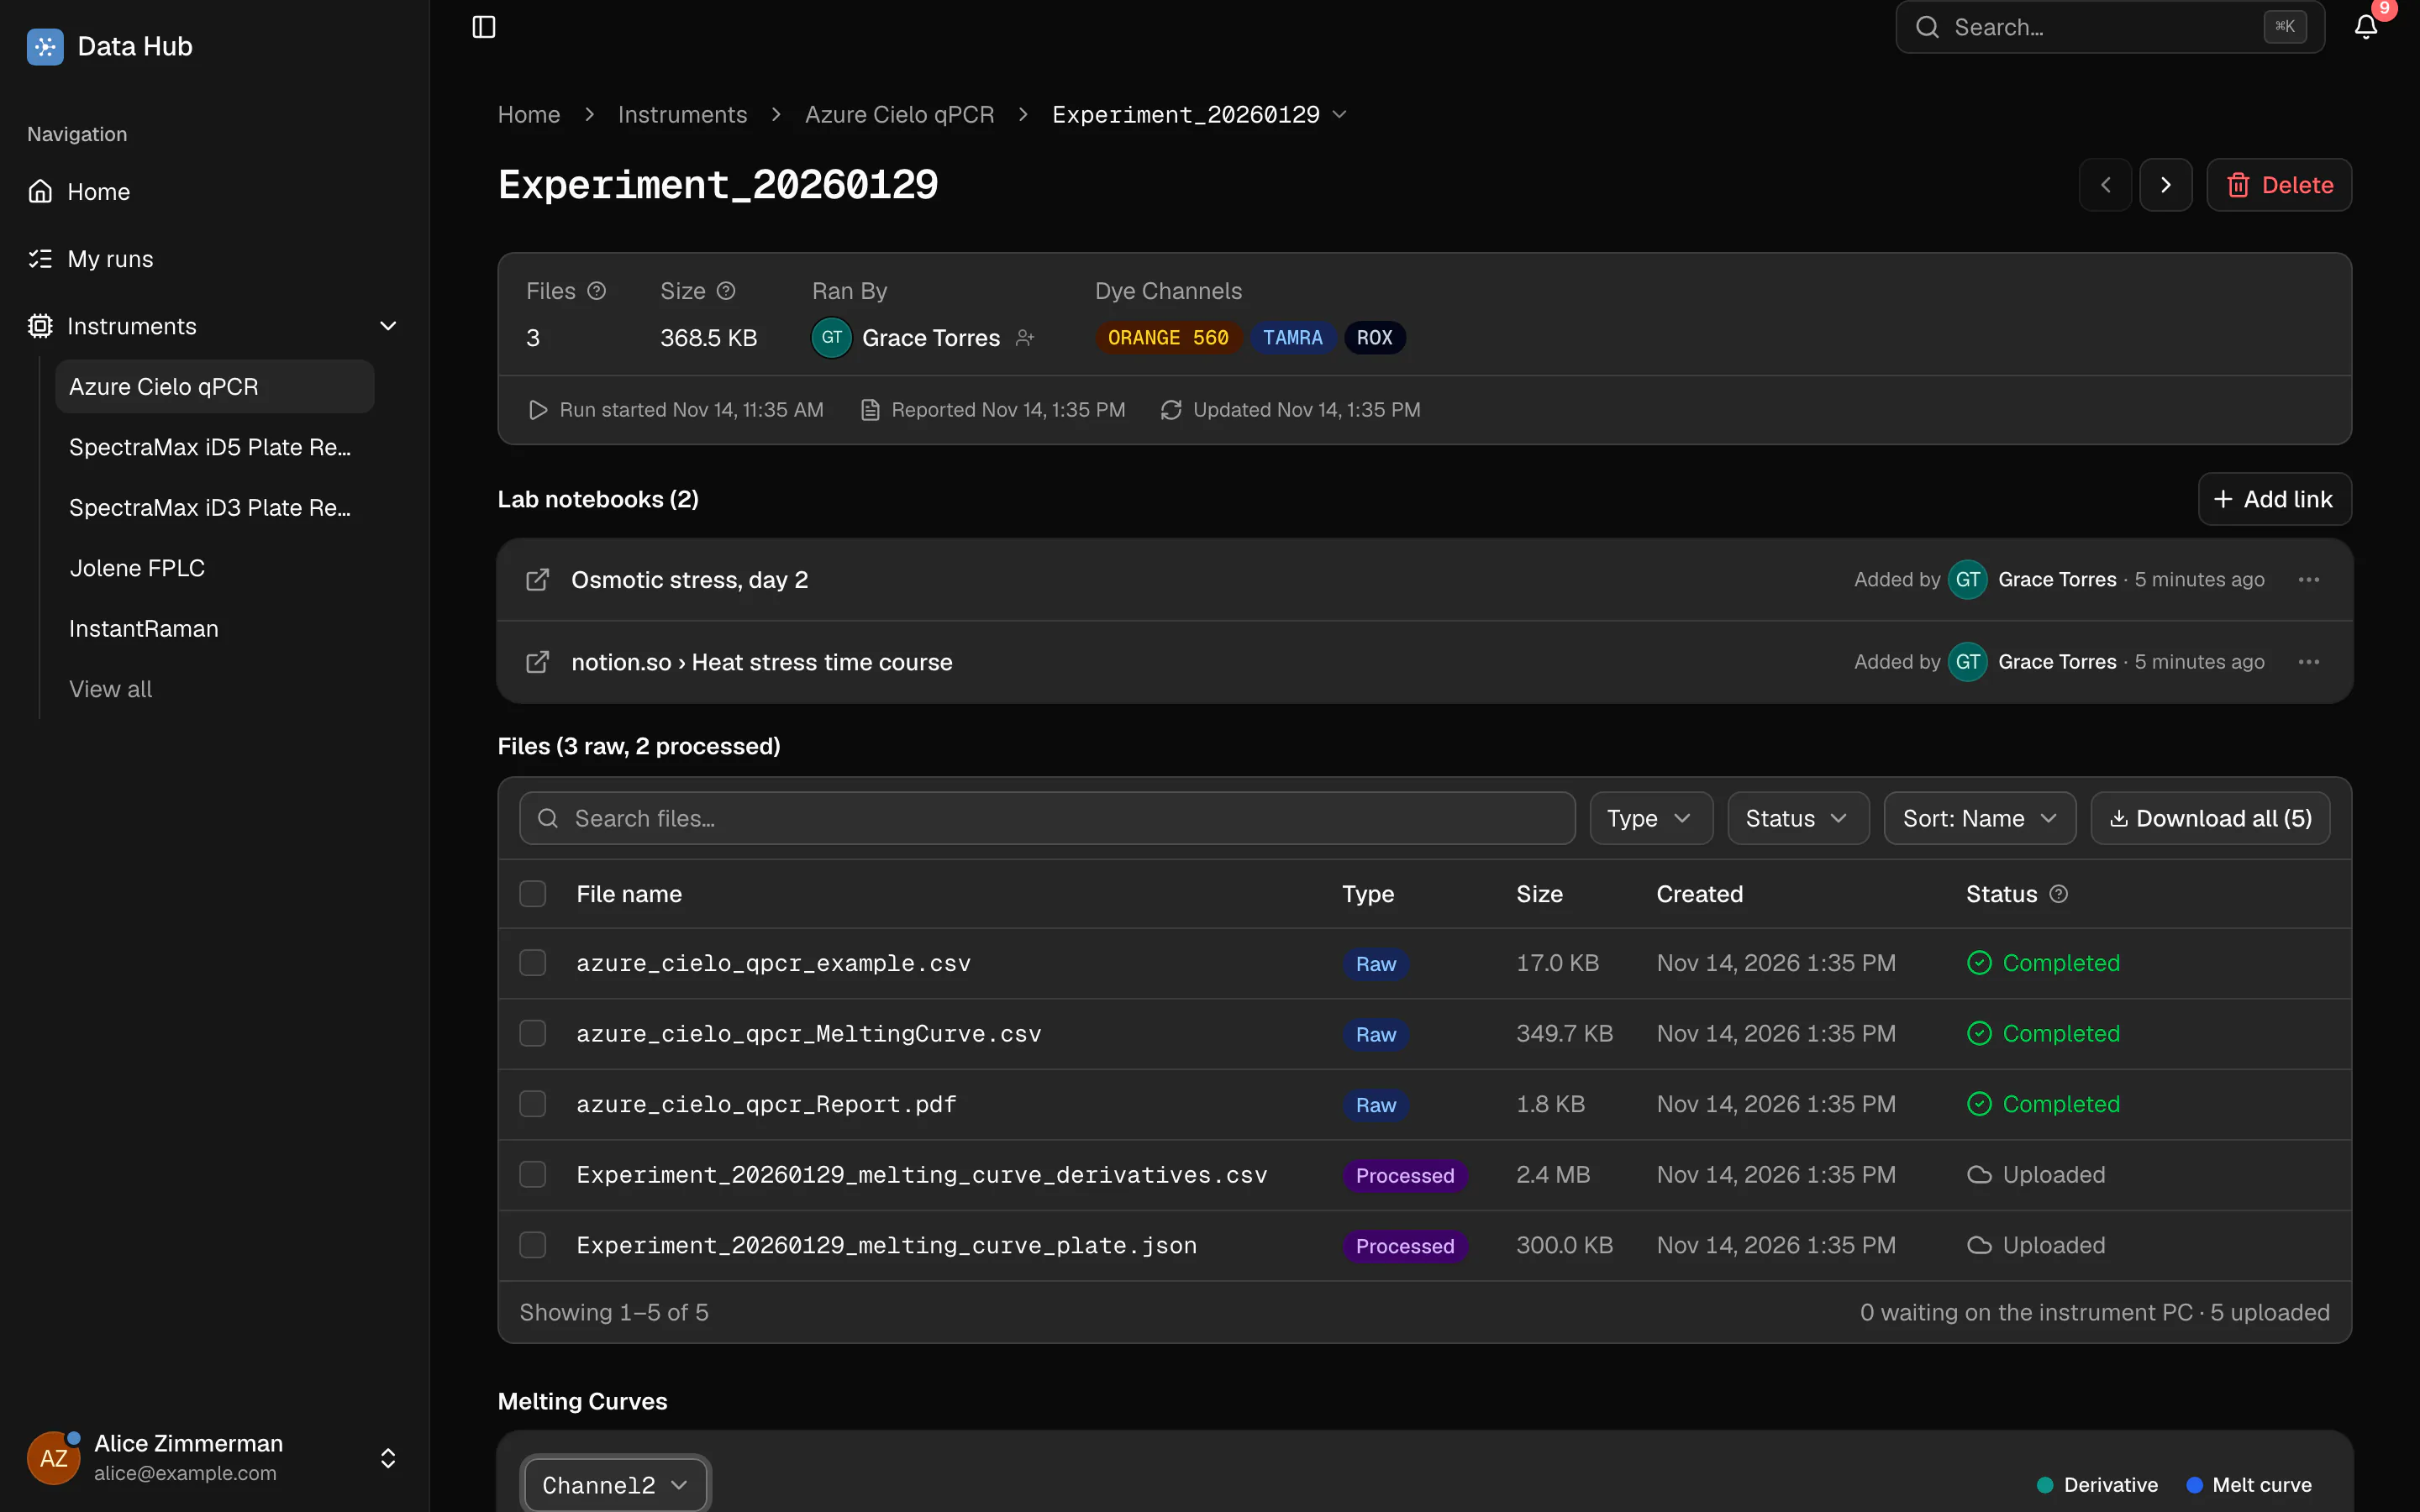 Data Hub
Navigation
Home
My runs
Instruments
Azure Cielo qPCR
SpectraMax iD5 Plate Re...
SpectraMax iD3 Plate Re...
Jolene FPLC
InstantRaman
View all
AZ
Alice Zimmerman
alice@example.com
Search...
⌘K
9
Home > Instruments > Azure Cielo qPCR > Experiment_20260129
Experiment_20260129
Delete
Files Size Ran By Dye Channels
3 368.5 KB GT Grace Torres ORANGE 560 TAMRA ROX
Run started Nov 14, 11:35 AM Reported Nov 14, 1:35 PM Updated Nov 14, 1:35 PM
Lab notebooks (2)
Add link
Osmotic stress, day 2 Added by GT Grace Torres · 5 minutes ago
notion.so › Heat stress time course Added by GT Grace Torres · 5 minutes ago
Files (3 raw, 2 processed)
Search files... Type Status Sort: Name Download all (5)
File name Type Size Created Status
azure_cielo_qpcr_example.csv Raw 17.0 KB Nov 14, 2026 1:35 PM Completed
azure_cielo_qpcr_MeltingCurve.csv Raw 349.7 KB Nov 14, 2026 1:35 PM Completed
azure_cielo_qpcr_Report.pdf Raw 1.8 KB Nov 14, 2026 1:35 PM Completed
Experiment_20260129_melting_curve_derivatives.csv Processed 2.4 MB Nov 14, 2026 1:35 PM Uploaded
Experiment_20260129_melting_curve_plate.json Processed 300.0 KB Nov 14, 2026 1:35 PM Uploaded
Showing 1–5 of 5 0 waiting on the instrument PC · 5 uploaded
Melting Curves
Channel2 Derivative Melt curve